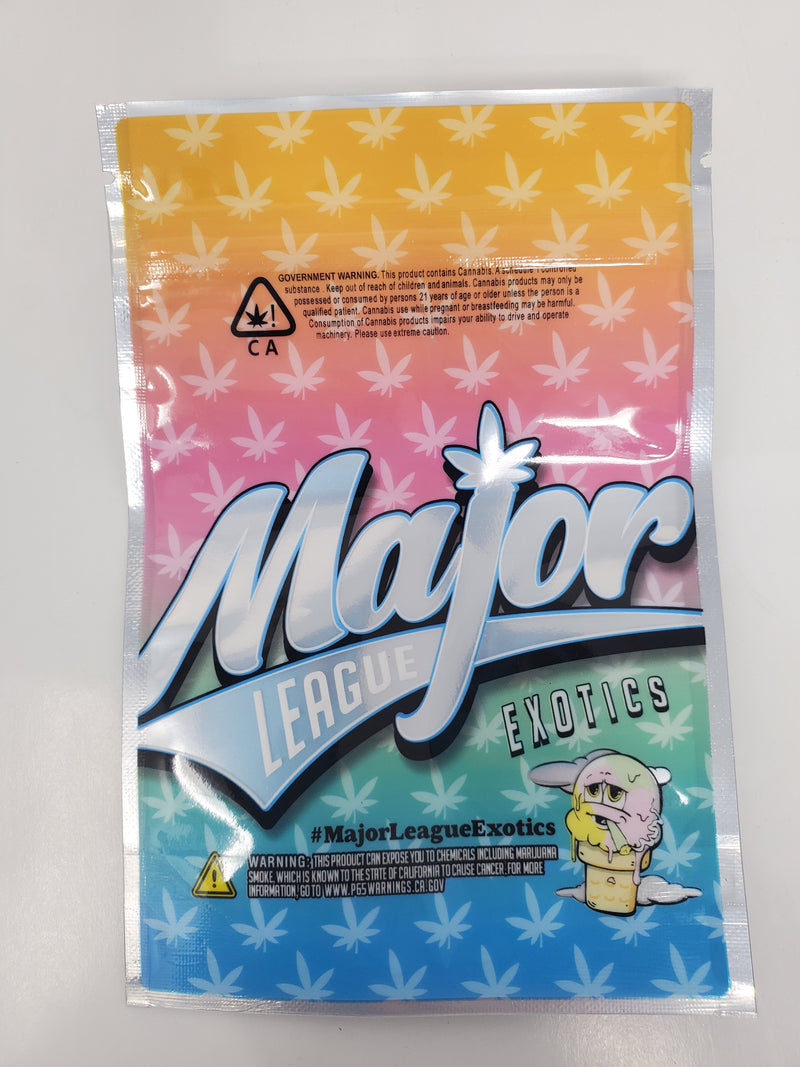 GOVERNMENT WARNING. This product contains Cannabis. A schedule 1 controlled
substance . Keep out of reach of children and animals. Cannabis products may only be
possessed or consumed by persons 21 years of age or older unless the person is a
qualified patient. Cannabis use while pregnant or breastfeeding may be harmful.
Consumption of Cannabis products impairs your ability to drive and operate
machinery. Please use extreme caution.
!
CA
Major
LEAGUE
EXOTICS
#MajorLeagueExotics
WARNING: THIS PRODUCT CAN EXPOSE YOU TO CHEMICALS INCLUDING MARIJUANA
SMOKE, WHICH IS KNOWN TO THE STATE OF CALIFORNIA TO CAUSE CANCER. FOR MORE
INFORMATION, GO TO WWW.P65WARNINGS.CA.GOV
!